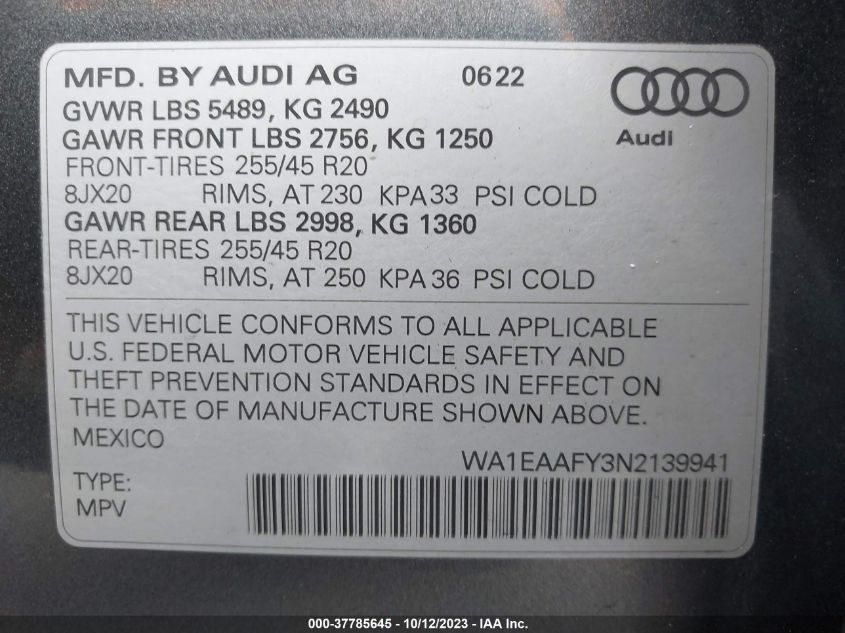 MFD. BY AUDI AG 0622
GVWR LBS 5489, KG 2490
GAWR FRONT LBS 2756, KG 1250
Audi
FRONT-TIRES 255/45 R20
8JX20 RIMS, AT 230 KPA 33 PSI COLD
GAWR REAR LBS 2998, KG 1360
REAR-TIRES 255/45 R20
8JX20 RIMS, AT 250 KPA 36 PSI COLD
THIS VEHICLE CONFORMS TO ALL APPLICABLE
U.S. FEDERAL MOTOR VEHICLE SAFETY AND
THEFT PREVENTION STANDARDS IN EFFECT ON
THE DATE OF MANUFACTURE SHOWN ABOVE.
MEXICO
WA1EAAFY3N2139941
TYPE:
MPV
000-37785645 - 10/12/2023 - IAA Inc.